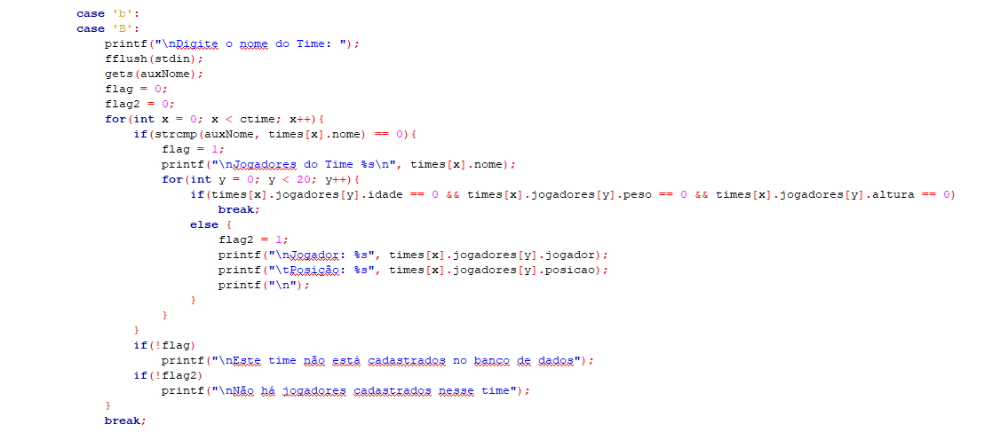 case 'b':
case 'B':
printf("\nDigite o nome do Time: ");
fflush(stdin);
gets(auxNome);
flag = 0;
flag2 = 0;
for(int x = 0; x < ctime; x++){
if(strcmp(auxNome, times[x].nome) == 0){
flag = 1;
printf("\nJogadores do Time %s\n", times[x].nome);
for(int y = 0; y < 20; y++){
if(times[x].jogadores[y].idade == 0 && times[x].jogadores[y].peso == 0 && times[x].jogadores[y].altura == 0)
break;
else {
flag2 = 1;
printf("\nJogador: %s", times[x].jogadores[y].jogador);
printf("\tPosição: %s", times[x].jogadores[y].posicao);
printf("\n");
}
}
}
if(!flag)
printf("\nEste time não está cadastrados no banco de dados");
if(!flag2)
printf("\nNão há jogadores cadastrados nesse time");
}
break;